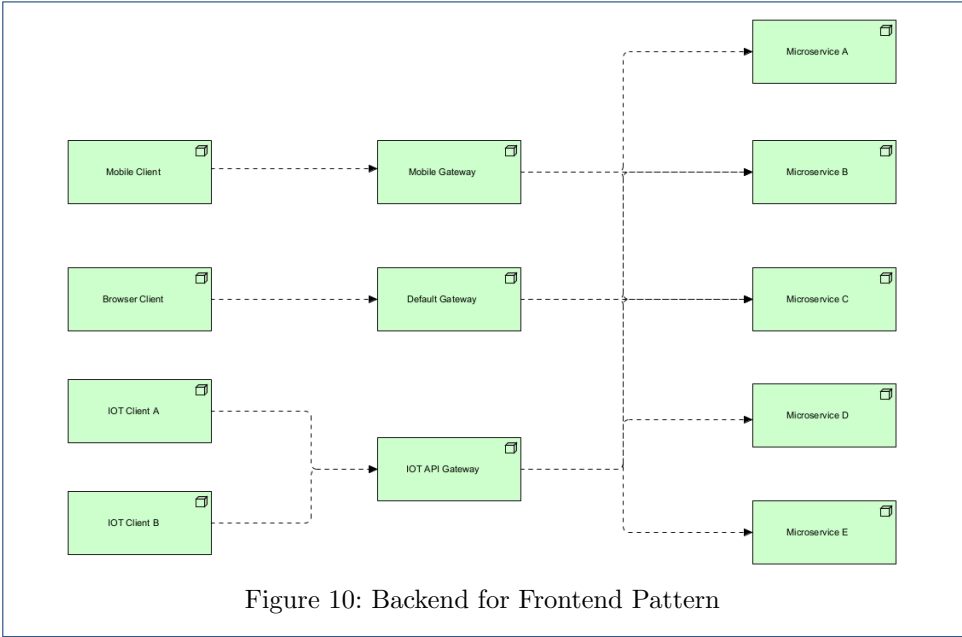 Microservice A
Mobile Client
Mobile Gateway
Microservice B
Browser Client
Default Gateway
Microservice C
IOT Client A
Microservice D
IOT API Gateway
IOT Client B
Microservice E
Figure 10: Backend for Frontend Pattern